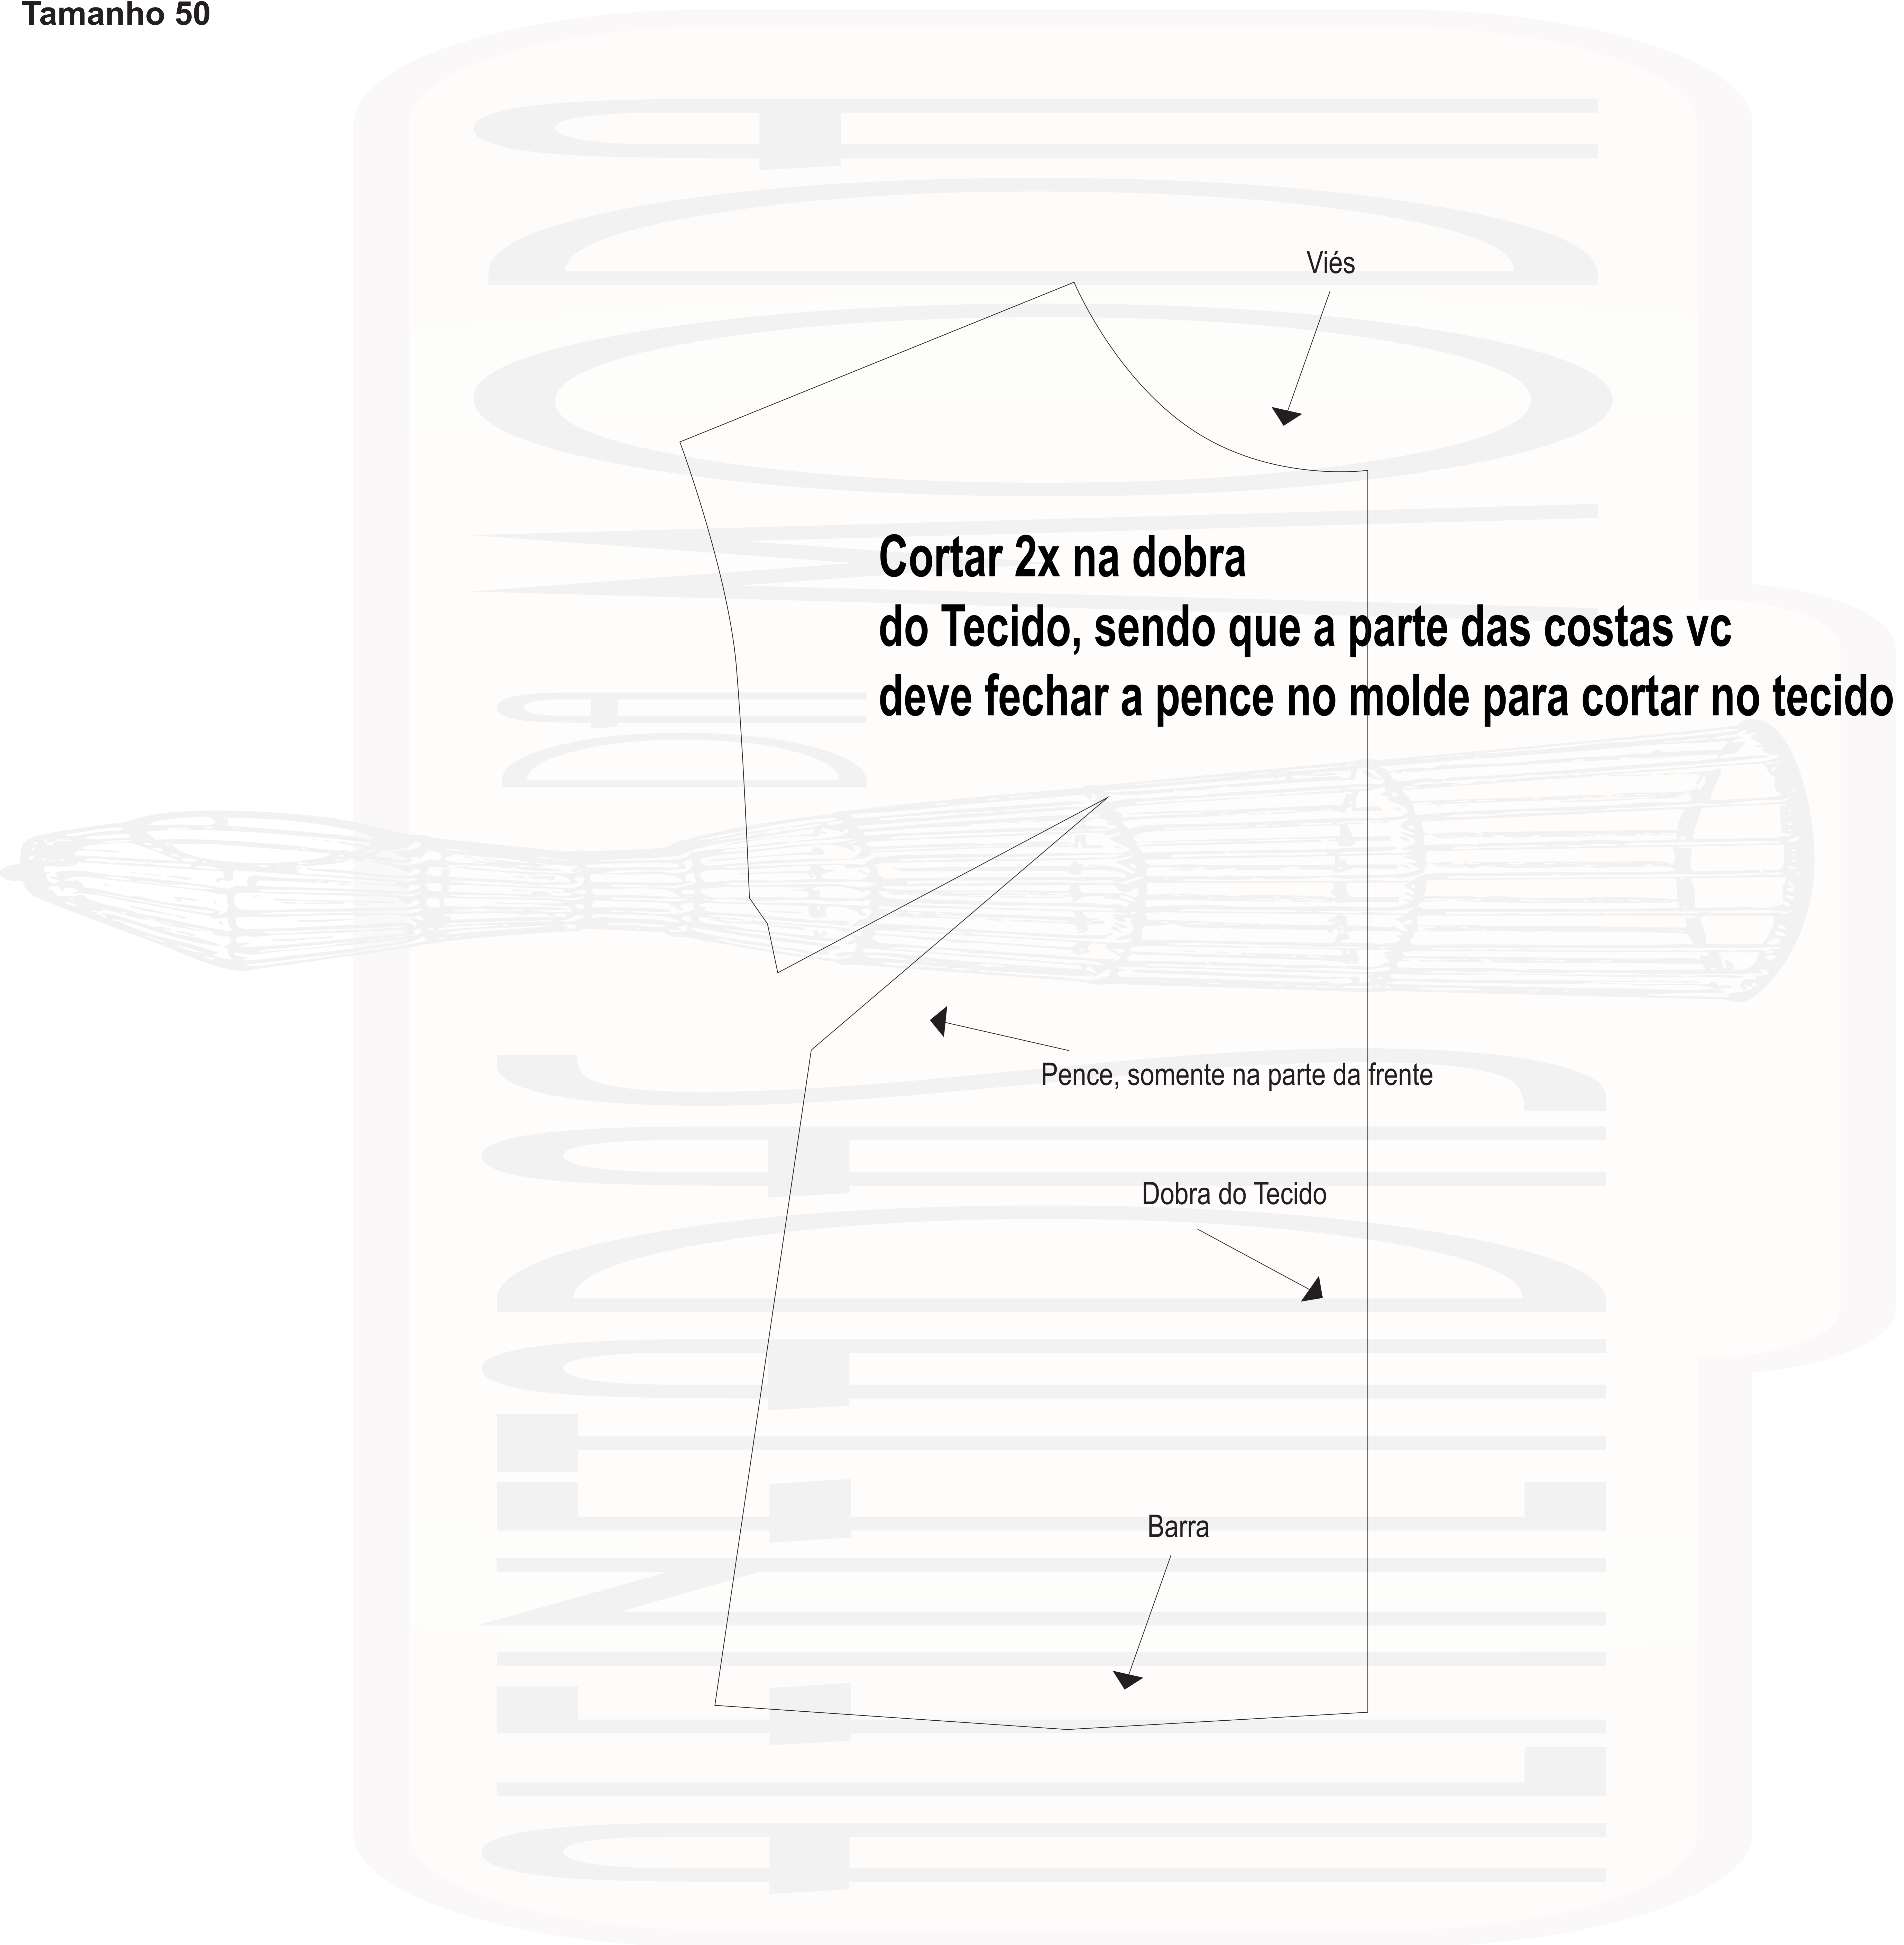 Tamanho 50
Viés
Cortar 2x na dobra
do Tecido, sendo que a parte das costas vc
deve fechar a pence no molde para cortar no tecido
Pence, somente na parte da frente
Dobra do Tecido
Barra